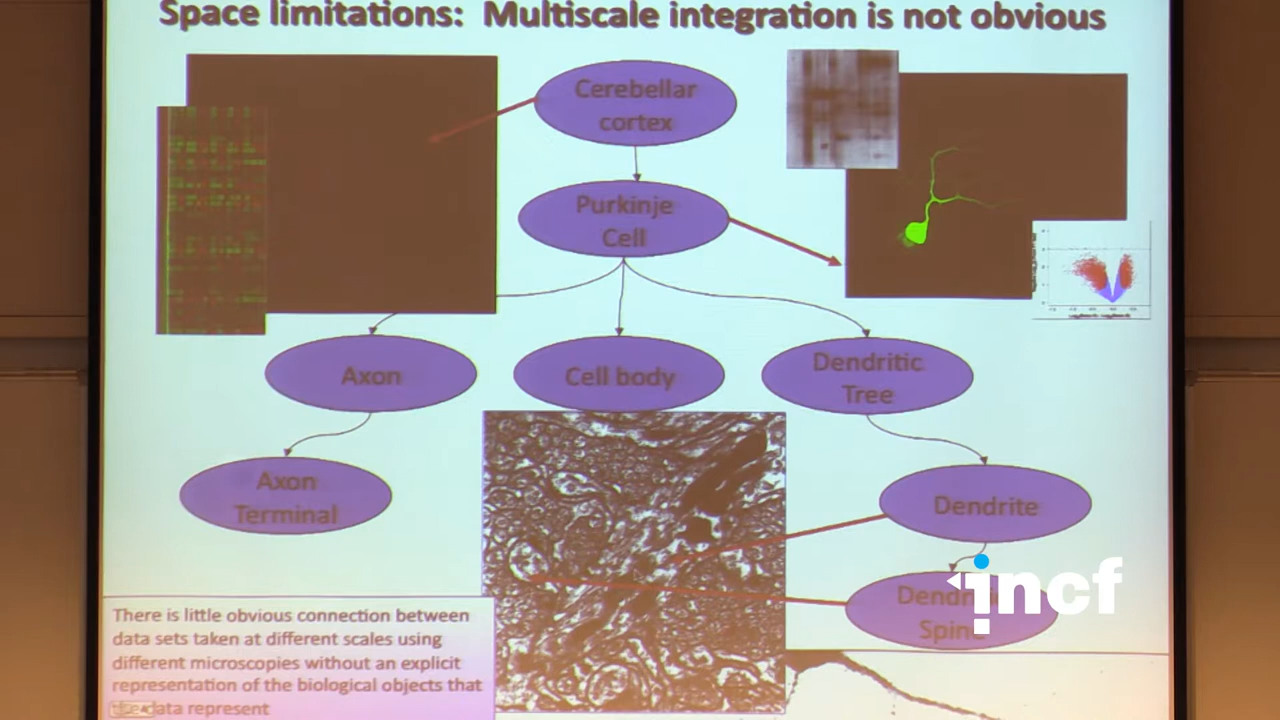 Space limitations: Multiscale integration is not obvious
Cerebellar
cortex
Purkinje
Cell
Axon
Cell body
Dendritic
Tree
Axon
Terminal
Dendrite
Spine
incf
There is little obvious connection between
data sets taken at different scales using
different microscopies without an explicit
representation of the biological objects that
the data represent